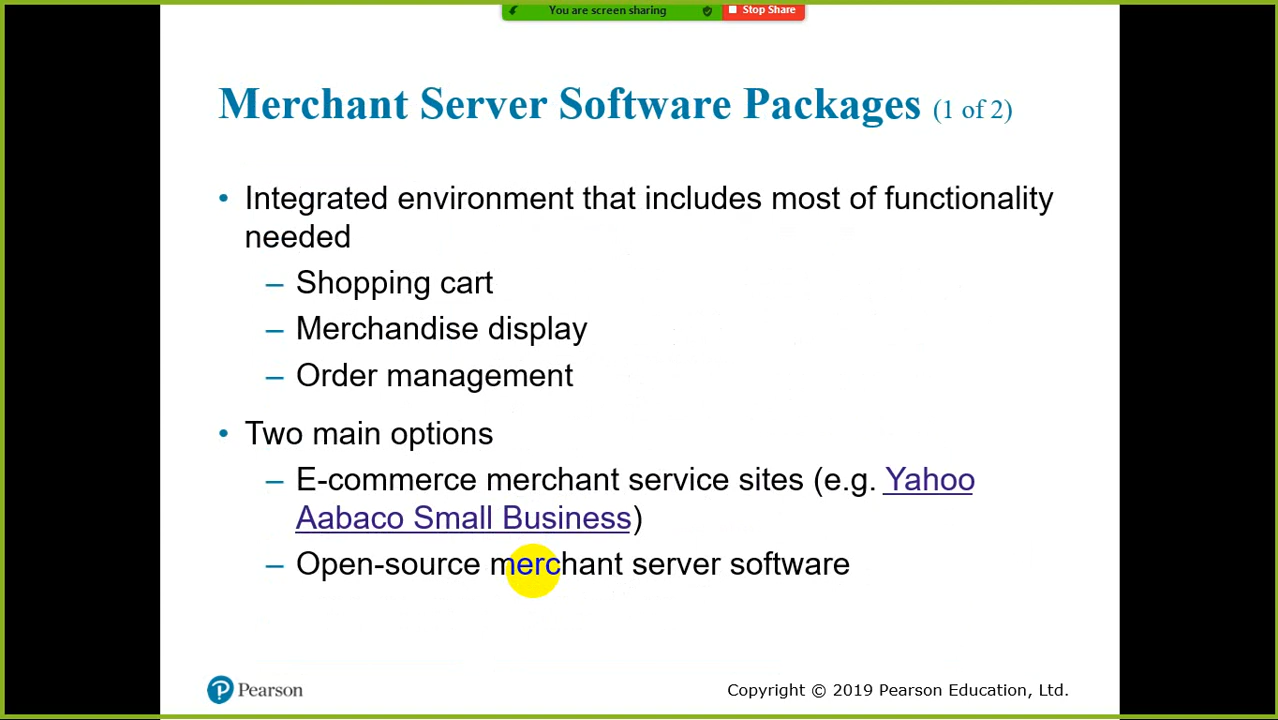 You are screen sharing Stop Share
Merchant Server Software Packages (1 of 2)
• Integrated environment that includes most of functionality
needed
– Shopping cart
– Merchandise display
– Order management
• Two main options
– E-commerce merchant service sites (e.g. Yahoo
Aabaco Small Business)
– Open-source merchant server software
Pearson
Copyright © 2019 Pearson Education, Ltd.